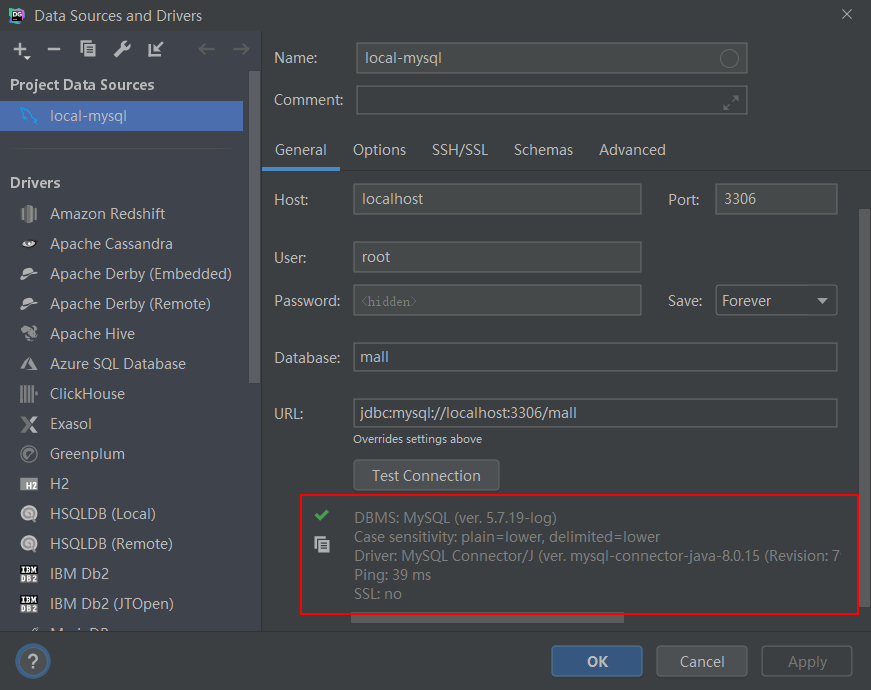 Data Sources and Drivers
Project Data Sources
local-mysql
Drivers
Amazon Redshift
Apache Cassandra
Apache Derby (Embedded)
Apache Derby (Remote)
Apache Hive
Azure SQL Database
ClickHouse
Exasol
Greenplum
H2
HSQLDB (Local)
HSQLDB (Remote)
IBM Db2
IBM Db2 (JTOpen)
Name: local-mysql
Comment:
General Options SSH/SSL Schemas Advanced
Host: localhost Port: 3306
User: root
Password: <hidden> Save: Forever
Database: mall
URL: jdbc:mysql://localhost:3306/mall
Overrides settings above
Test Connection
DBMS: MySQL (ver. 5.7.19-log)
Case sensitivity: plain=lower, delimited=lower
Driver: MySQL Connector/J (ver. mysql-connector-java-8.0.15 (Revision: 7
Ping: 39 ms
SSL: no
? OK Cancel Apply